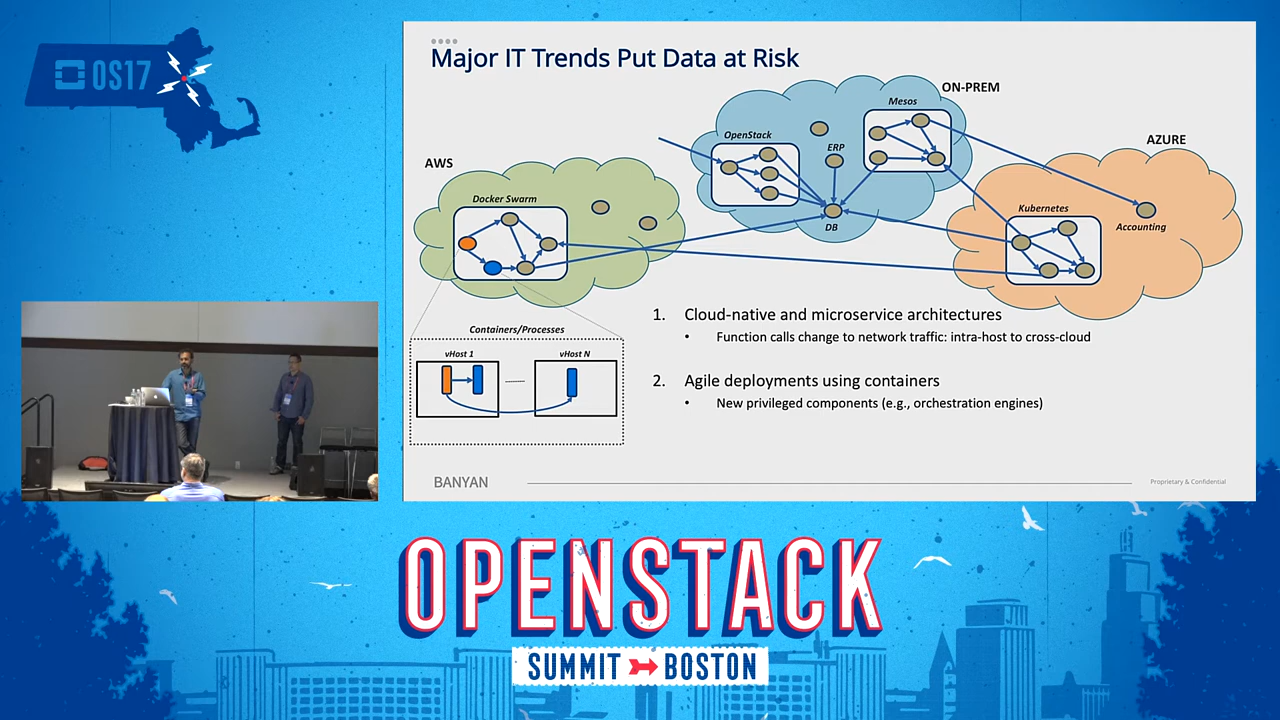 OS17
Major IT Trends Put Data at Risk
ON-PREM
Mesos
OpenStack
ERP
DB
AZURE
Kubernetes
Accounting
AWS
Docker Swarm
Containers/Processes
vHost 1
vHost N
1. Cloud-native and microservice architectures
• Function calls change to network traffic: intra-host to cross-cloud
2. Agile deployments using containers
• New privileged components (e.g., orchestration engines)
BANYAN
Proprietary & Confidential
OPENSTACK
SUMMIT BOSTON